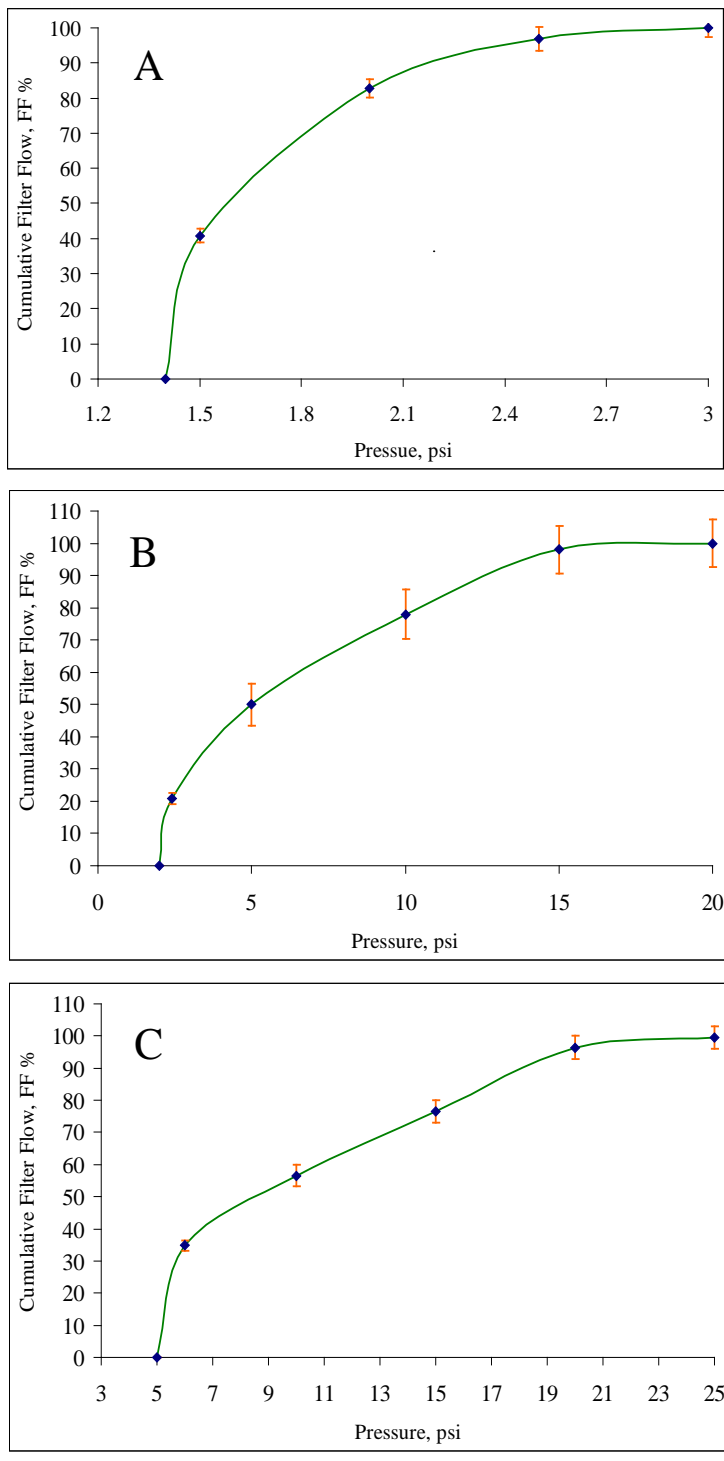 A
Cumulative Filter Flow, FF %
100
90
80
70
60
50
40
30
20
10
0
1.2 1.5 1.8 2.1 2.4 2.7 3
Pressue, psi
B
Cumulative Filter Flow, FF %
110
100
90
80
70
60
50
40
30
20
10
0
0 5 10 15 20
Pressure, psi
C
Cumulative Filter Flow, FF %
110
100
90
80
70
60
50
40
30
20
10
0
3 5 7 9 11 13 15 17 19 21 23 25
Pressure, psi